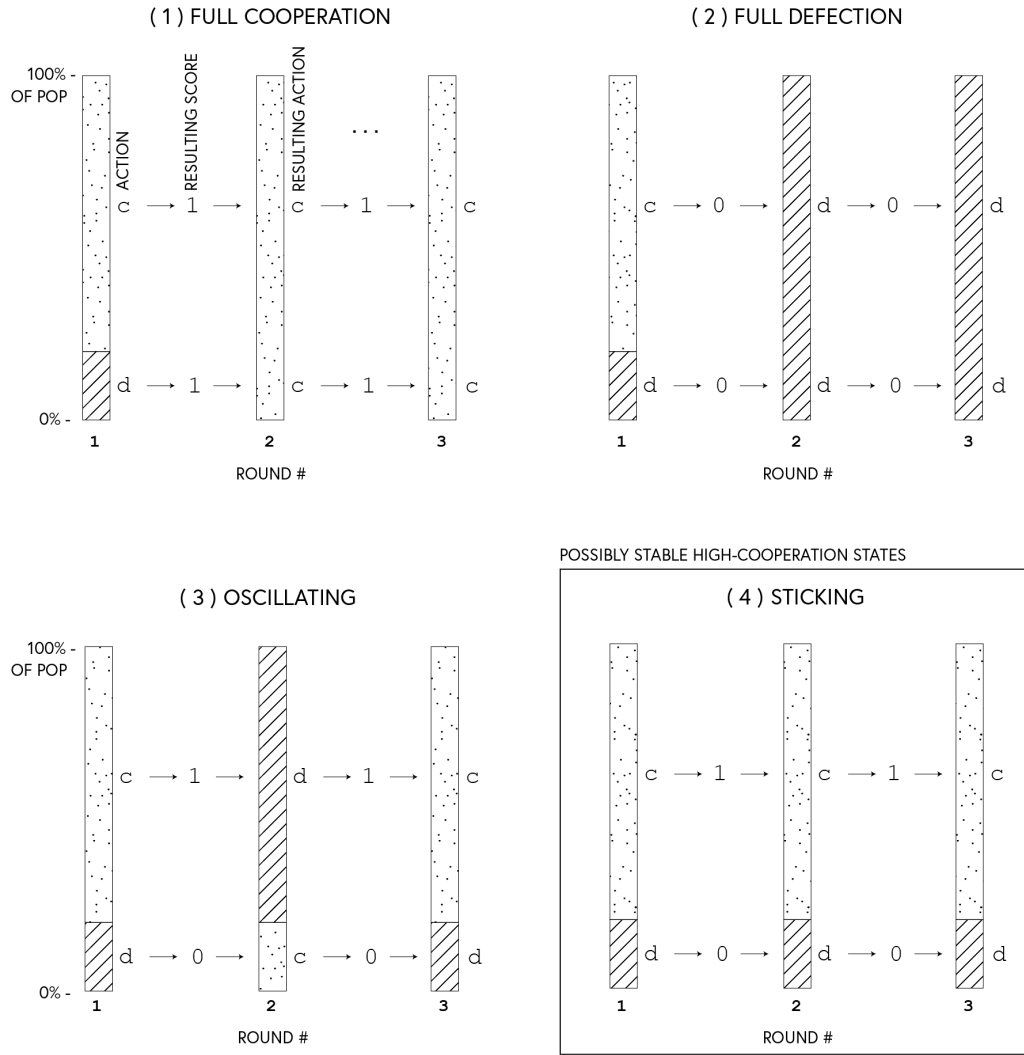 ( 1 ) FULL COOPERATION
100% -
OF POP
ACTION
RESULTING SCORE
RESULTING ACTION
...
c 1 c 1 c
d 1 c 1 c
0% -
1 2 3
ROUND #
( 2 ) FULL DEFECTION
c 0 d 0 d
d 0 d 0 d
1 2 3
ROUND #
( 3 ) OSCILLATING
100% -
OF POP
c 1 d 1 c
d 0 c 0 d
0% -
1 2 3
ROUND #
POSSIBLY STABLE HIGH-COOPERATION STATES
( 4 ) STICKING
c 1 c 1 c
d 0 d 0 d
1 2 3
ROUND #